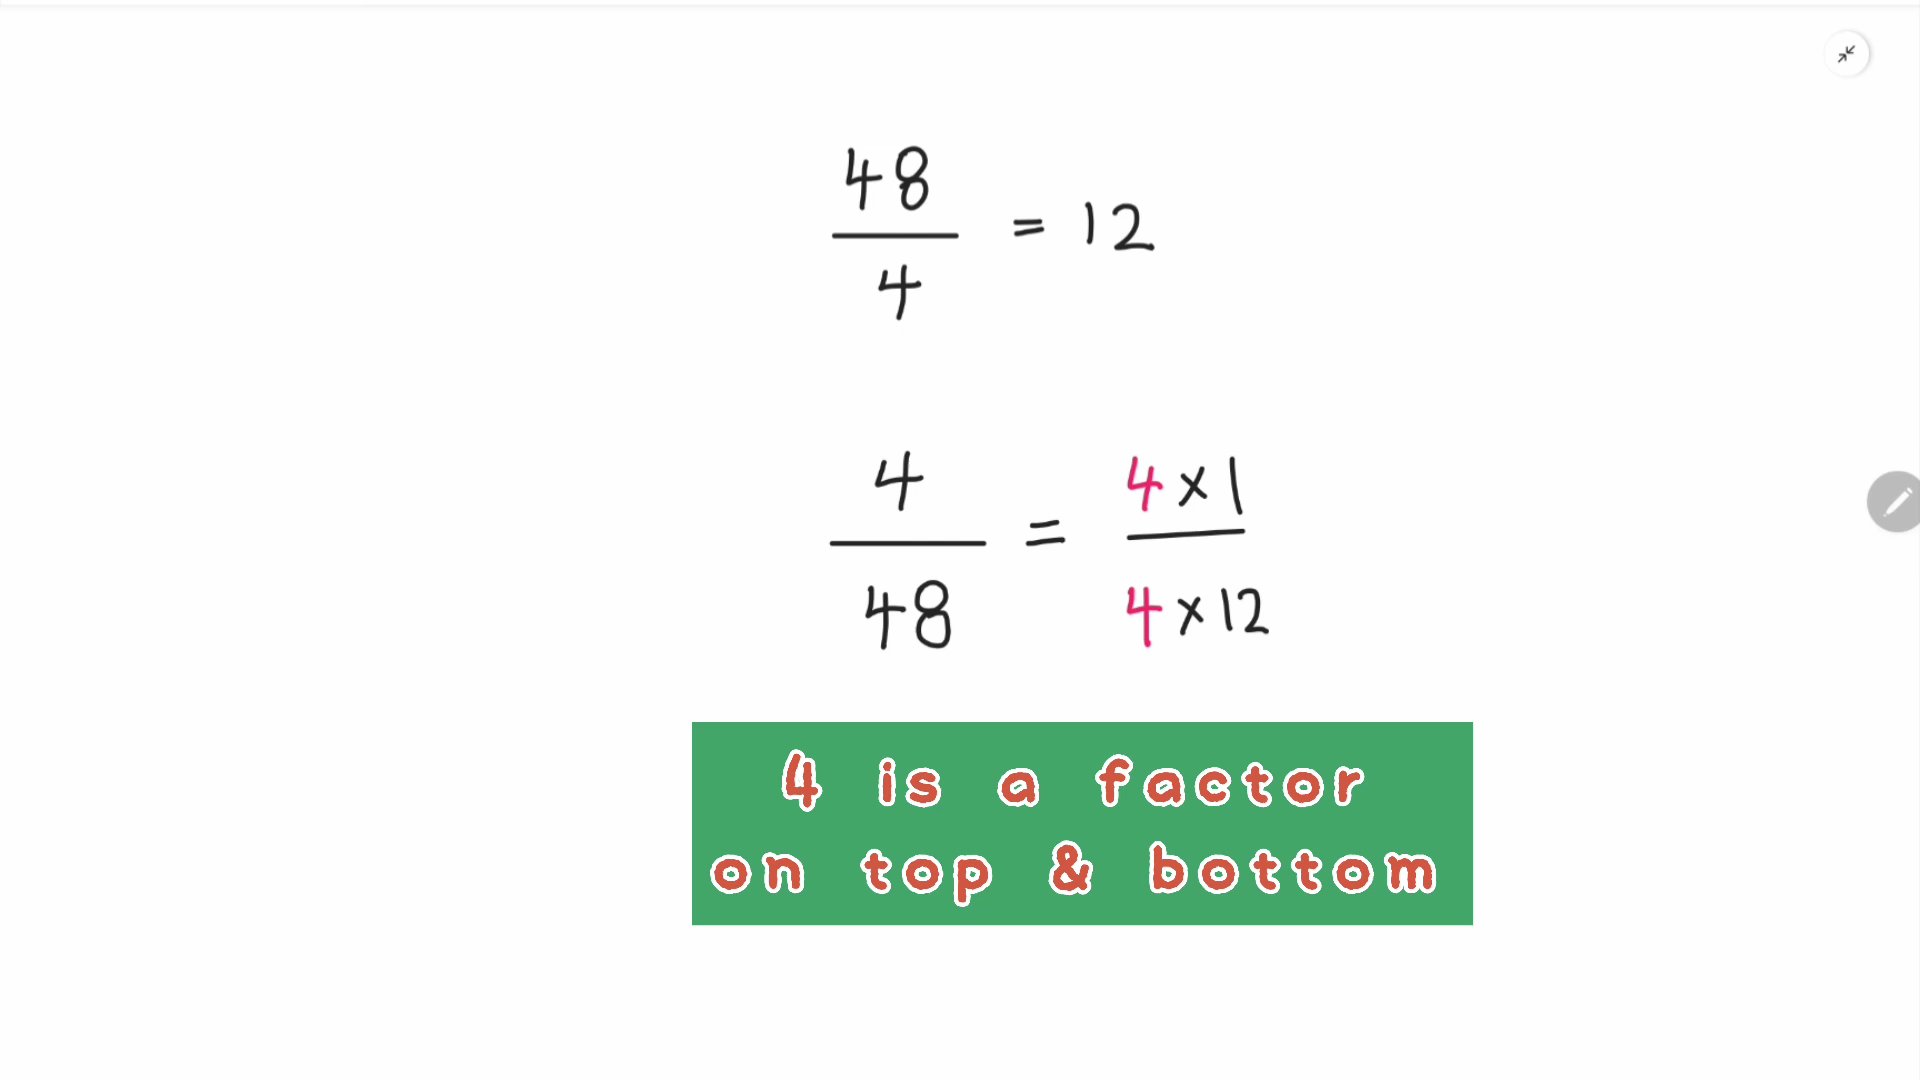 48
4
= 12
4
48
=
4 x 1
4 x 12
4 is a factor
on top & bottom